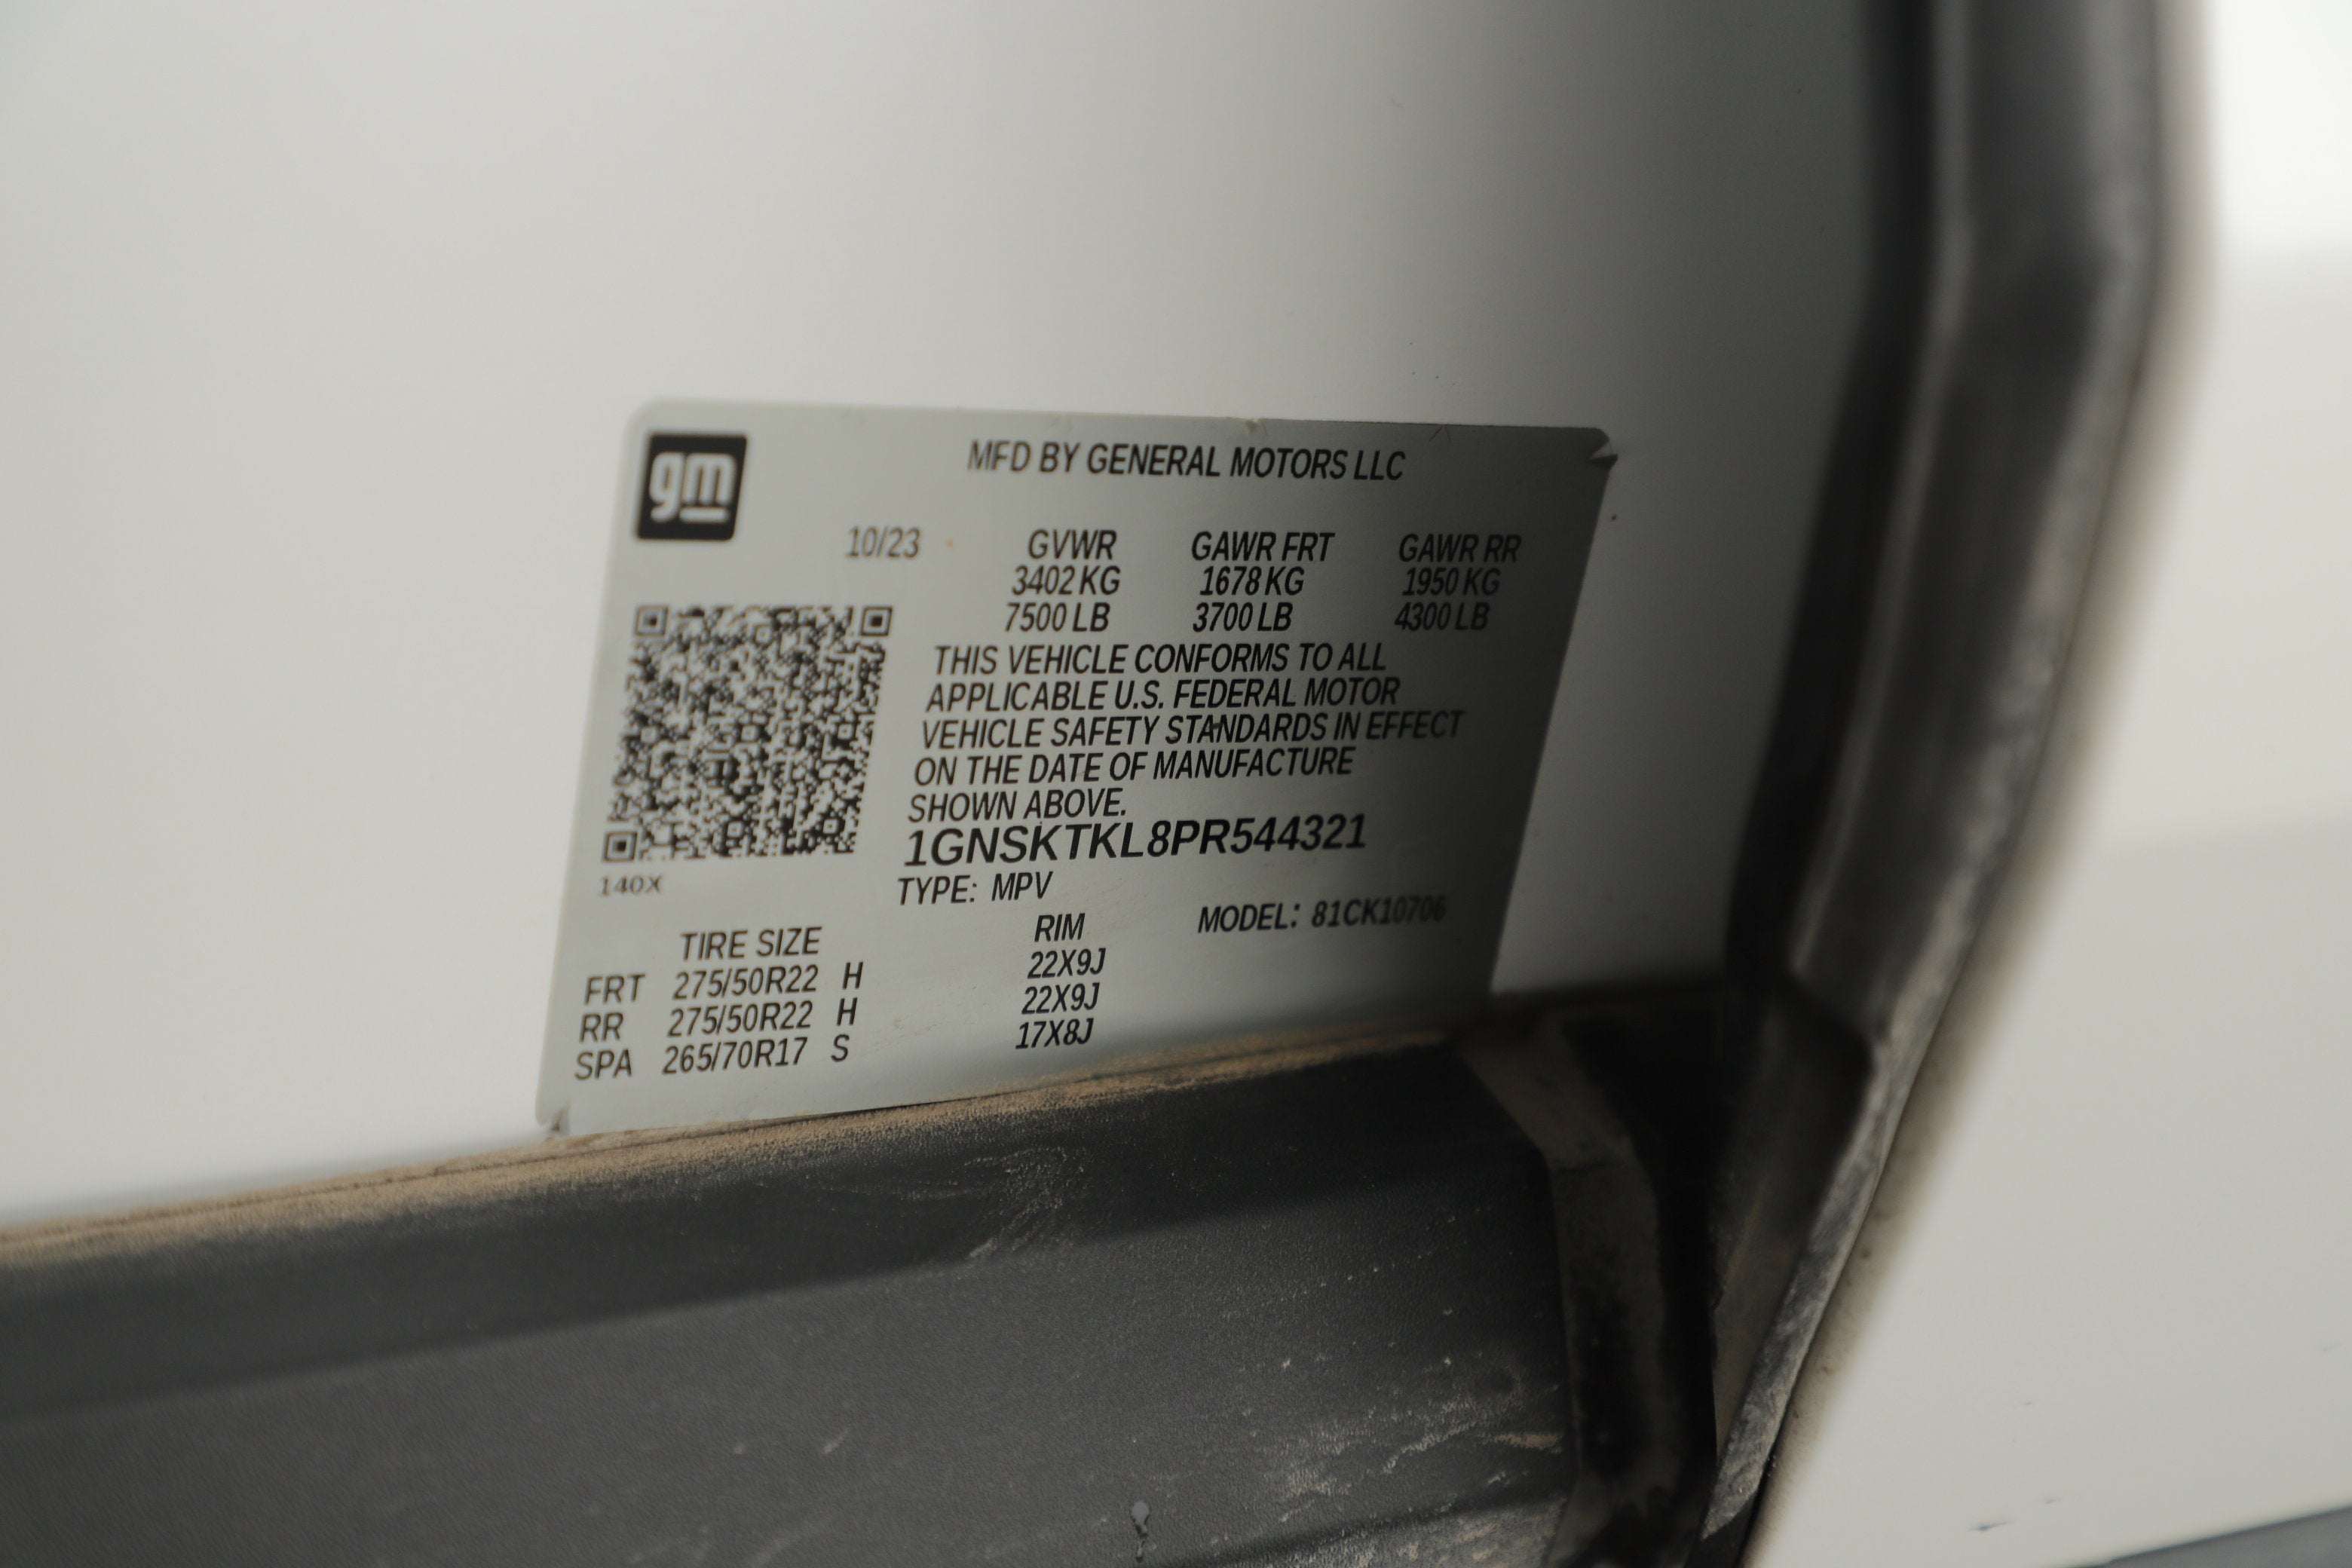 gm
MFD BY GENERAL MOTORS LLC
10/23 GVWR GAWR FRT GAWR RR
3402 KG 1678 KG 1950 KG
7500 LB 3700 LB 4300 LB
THIS VEHICLE CONFORMS TO ALL
APPLICABLE U.S. FEDERAL MOTOR
VEHICLE SAFETY STANDARDS IN EFFECT
ON THE DATE OF MANUFACTURE
SHOWN ABOVE.
1GNSKTKL8PR544321
140X
TYPE: MPV
MODEL: 81CK10706
TIRE SIZE RIM
FRT 275/50R22 H 22X9J
RR 275/50R22 H 22X9J
SPA 265/70R17 S 17X8J